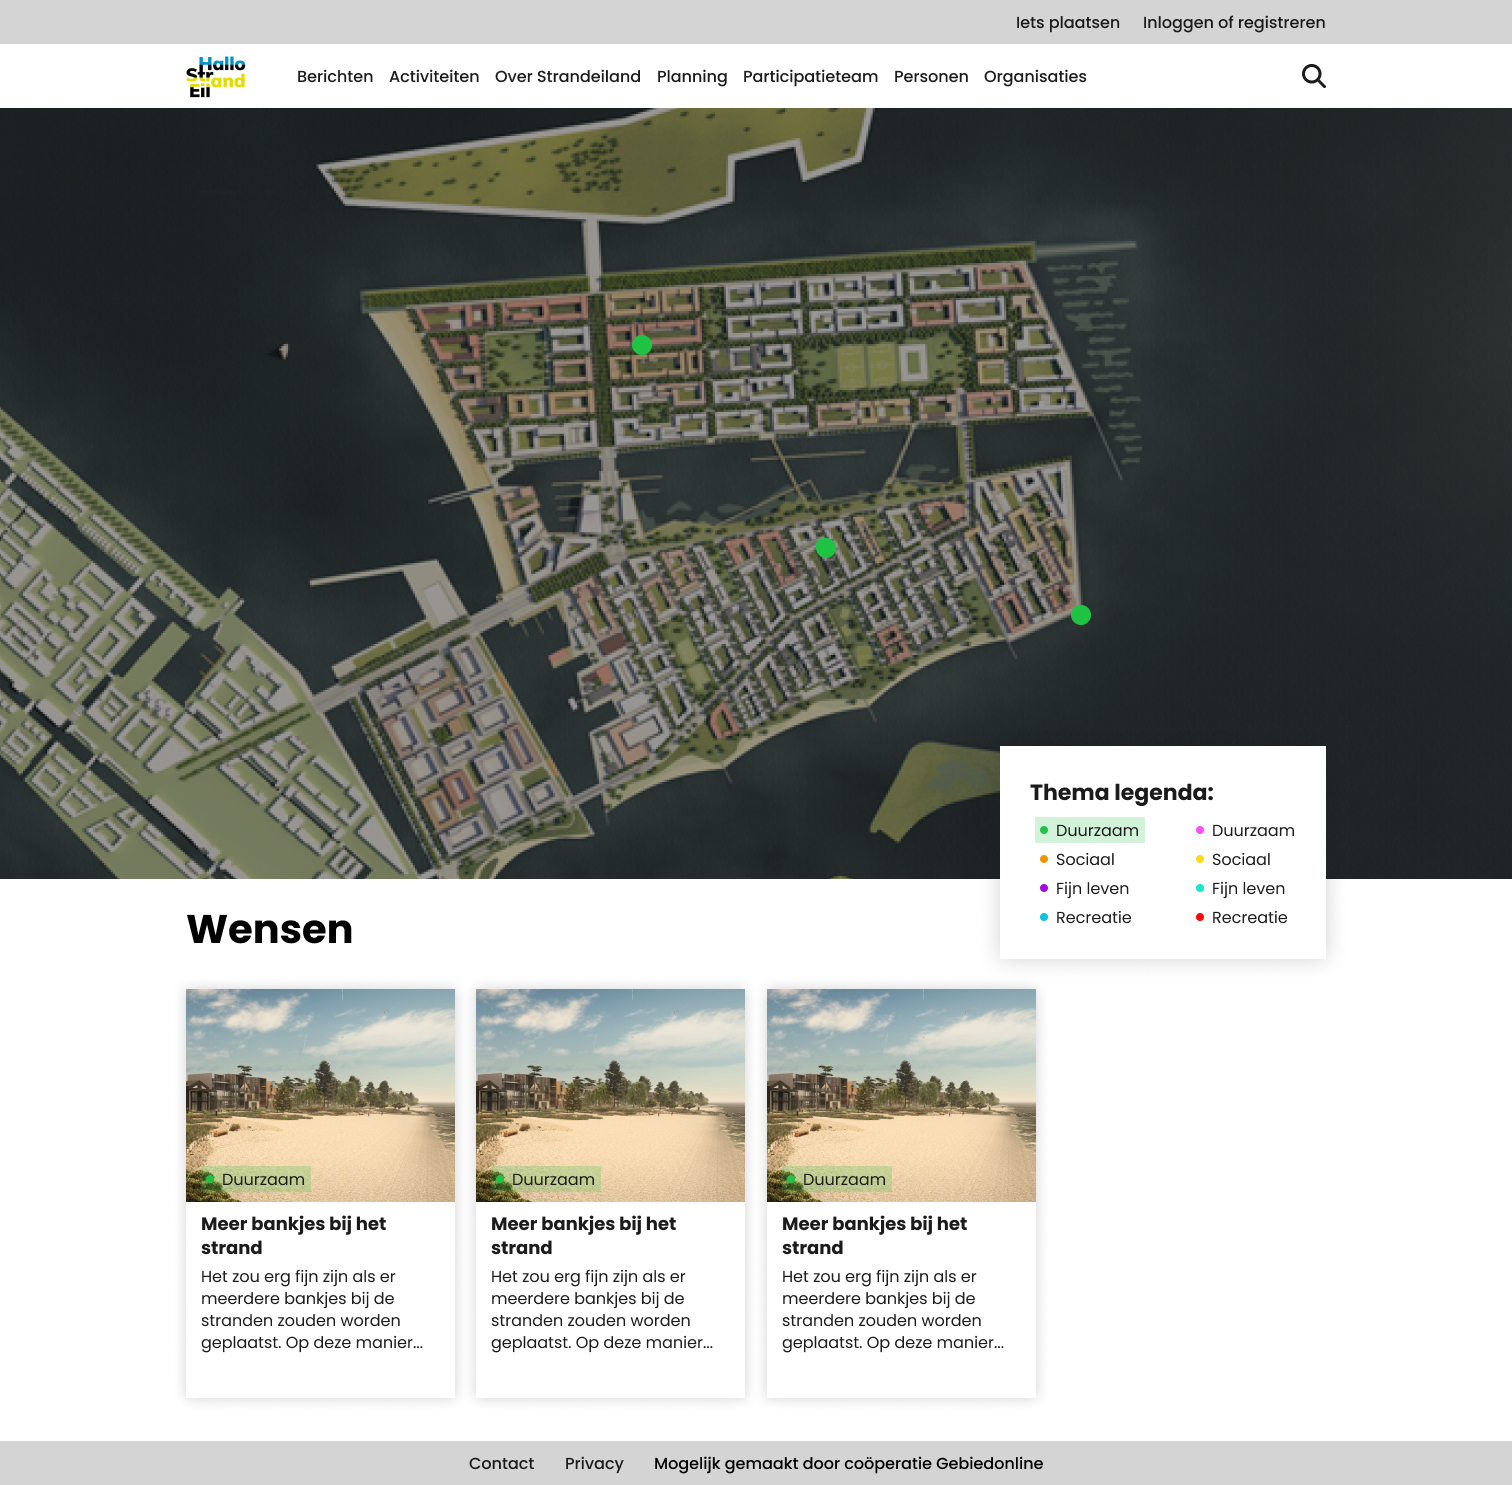 Iets plaatsen Inloggen of registreren
Hallo
Strand
Eil
Berichten Activiteiten Over Strandeiland Planning Participatieteam Personen Organisaties
Thema legenda:
Duurzaam Duurzaam
Sociaal Sociaal
Fijn leven Fijn leven
Recreatie Recreatie
Wensen
Duurzaam
Meer bankjes bij het
strand
Het zou erg fijn zijn als er
meerdere bankjes bij de
stranden zouden worden
geplaatst. Op deze manier...
Duurzaam
Meer bankjes bij het
strand
Het zou erg fijn zijn als er
meerdere bankjes bij de
stranden zouden worden
geplaatst. Op deze manier...
Duurzaam
Meer bankjes bij het
strand
Het zou erg fijn zijn als er
meerdere bankjes bij de
stranden zouden worden
geplaatst. Op deze manier...
Contact Privacy Mogelijk gemaakt door coöperatie Gebiedonline